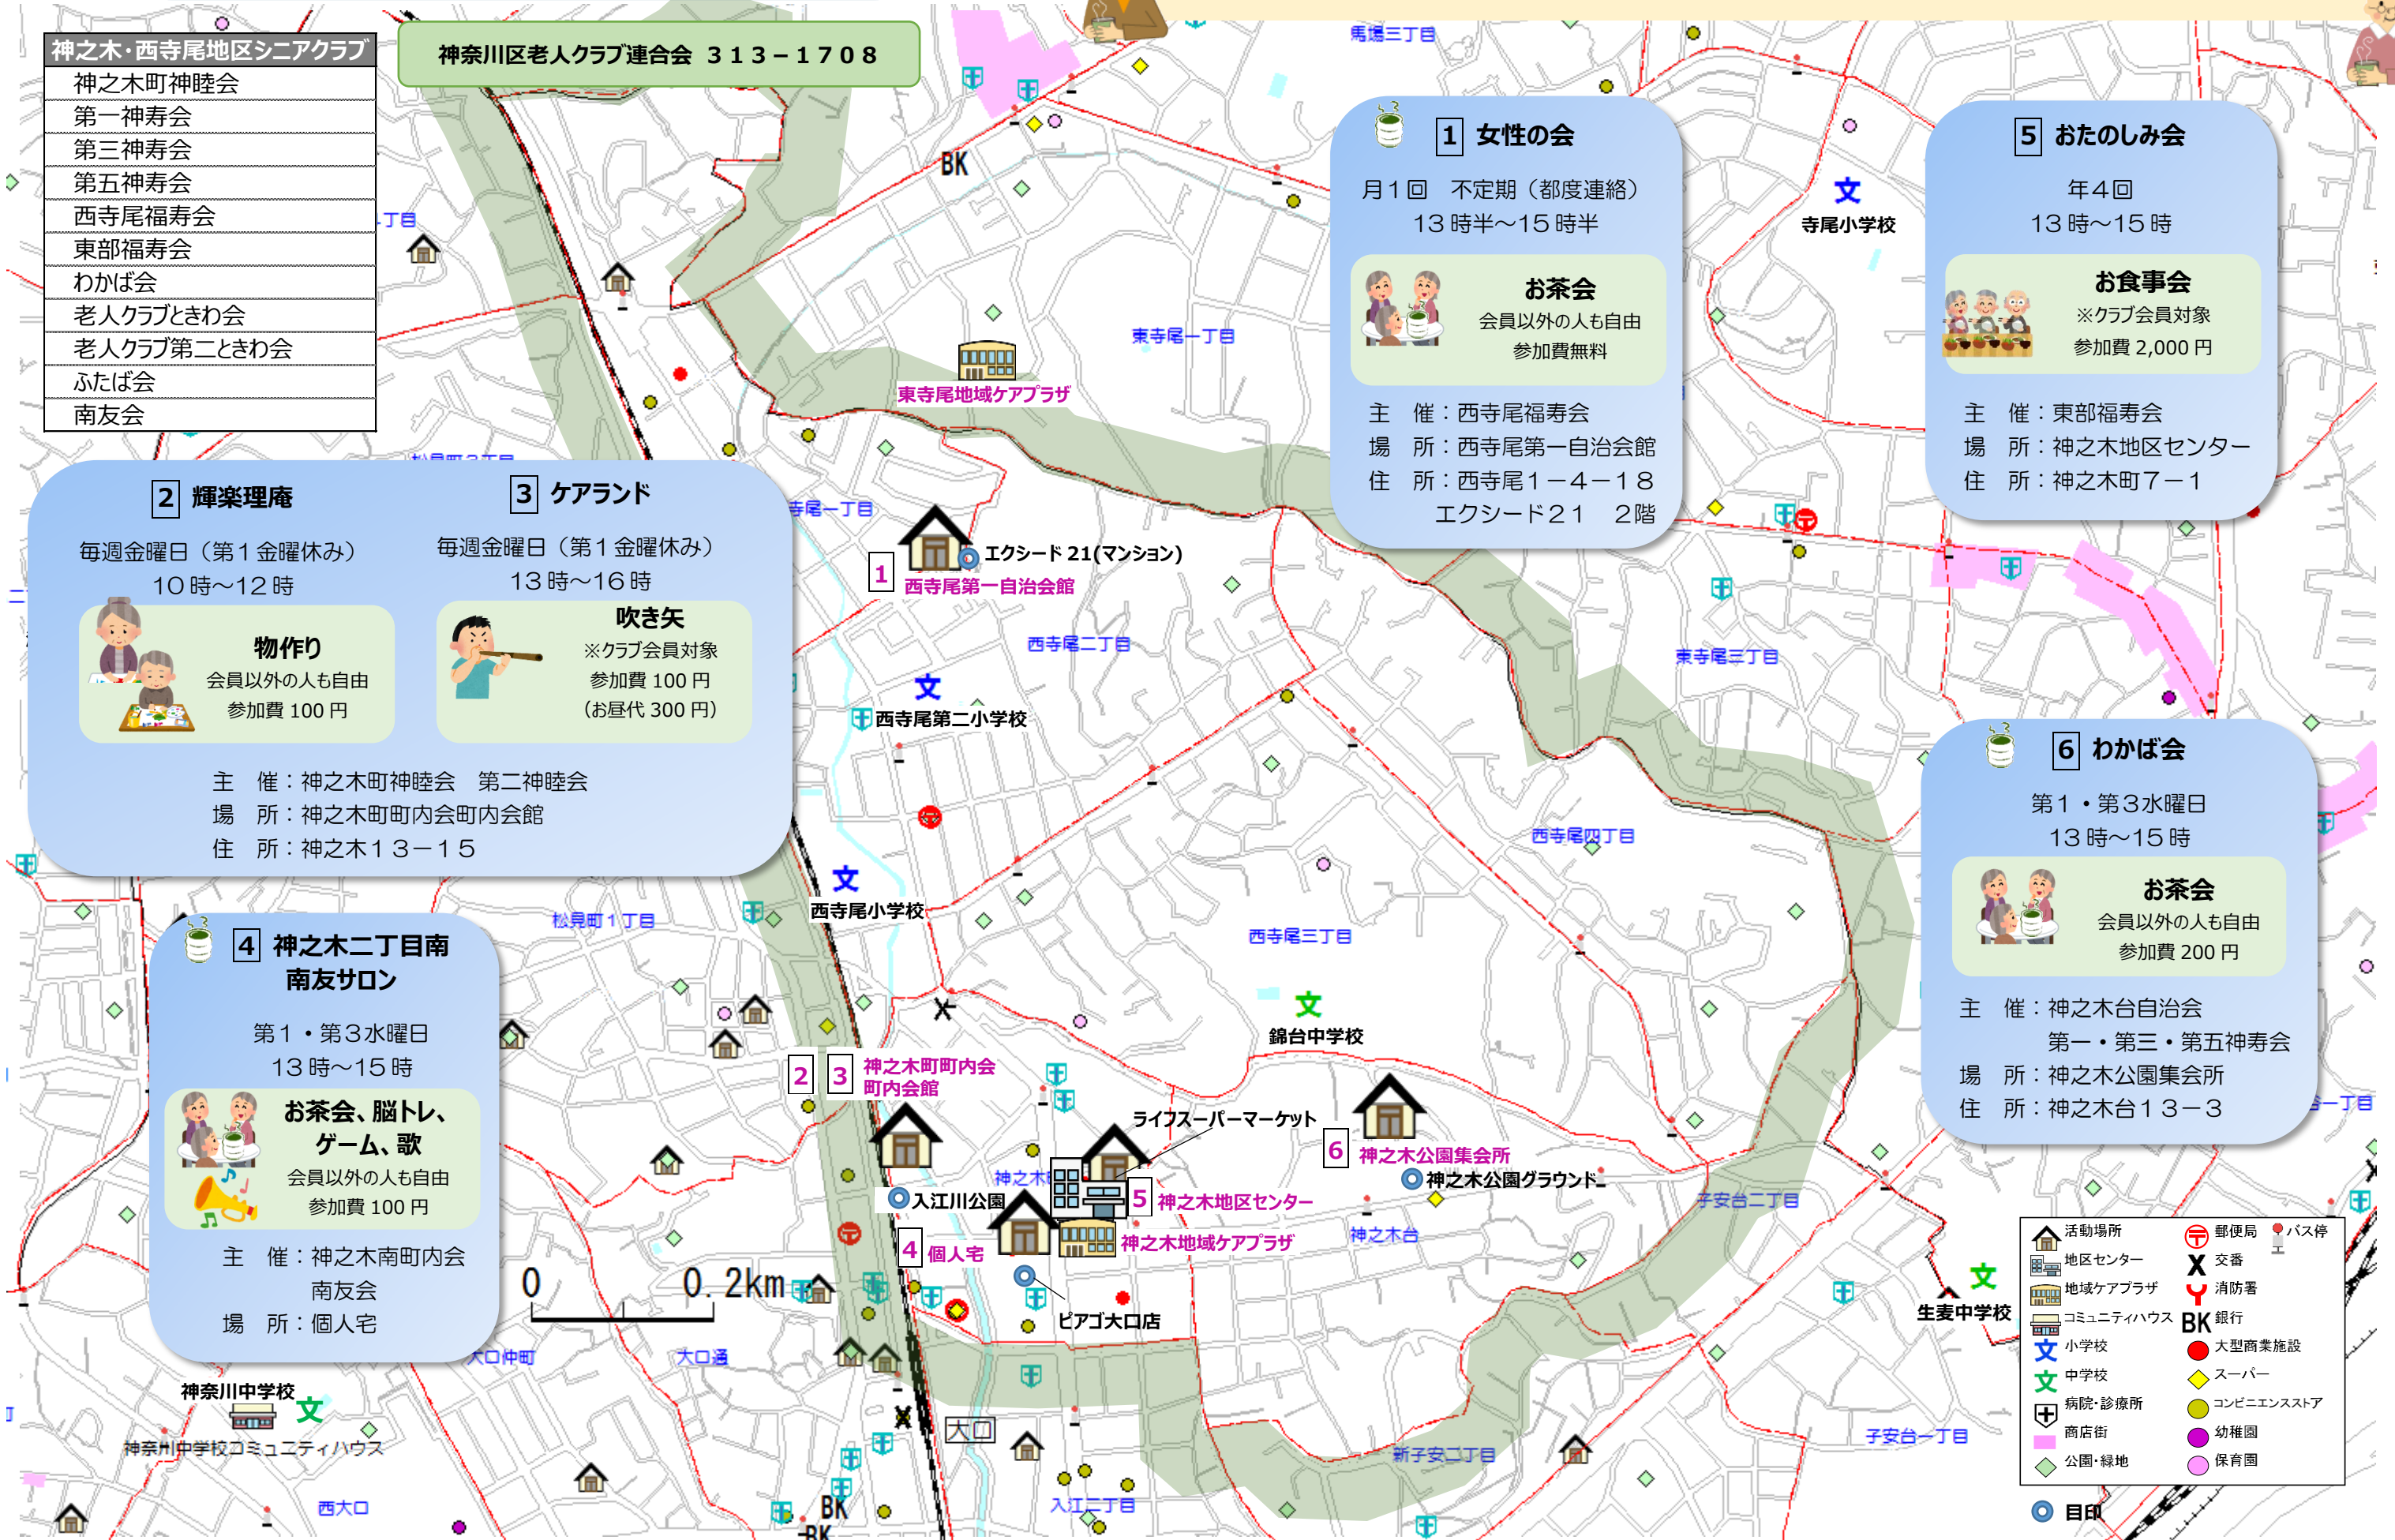 神之木・西寺尾地区シニアクラブ
神之木町神睦会
第一神寿会
第三神寿会
第五神寿会
西寺尾福寿会
東部福寿会
わかば会
老人クラブときわ会
老人クラブ第二ときわ会
ふたば会
南友会
神奈川区老人クラブ連合会 ３１３－１７０８
1 女性の会
月１回　不定期（都度連絡）
13時半～15時半
お茶会
会員以外の人も自由
参加費無料
主　催：西寺尾福寿会
場　所：西寺尾第一自治会館
住　所：西寺尾１－４－１８
エクシード２１　２階
5 おたのしみ会
年４回
13時～15時
お食事会
※クラブ会員対象
参加費 2,000 円
主　催：東部福寿会
場　所：神之木地区センター
住　所：神之木町７－１
2 輝楽理庵
毎週金曜日（第１金曜休み）
10時～12時
物作り
会員以外の人も自由
参加費 100 円
3 ケアランド
毎週金曜日（第１金曜休み）
13時～16時
吹き矢
※クラブ会員対象
参加費 100 円
（お昼代 300 円）
主　催：神之木町神睦会　第二神睦会
場　所：神之木町町内会町内会館
住　所：神之木１３－１５
4 神之木二丁目南
南友サロン
第１・第３水曜日
13時～15時
お茶会、脳トレ、
ゲーム、歌
会員以外の人も自由
参加費 100 円
主　催：神之木南町内会
南友会
場　所：個人宅
6 わかば会
第１・第３水曜日
13時～15時
お茶会
会員以外の人も自由
参加費 200 円
主　催：神之木台自治会
第一・第三・第五神寿会
場　所：神之木公園集会所
住　所：神之木台１３－３
馬場三丁目
BK
寺尾小学校
東寺尾一丁目
東寺尾地域ケアプラザ
寺尾一丁目
エクシード 21(マンション)
1 西寺尾第一自治会館
西寺尾二丁目
東寺尾三丁目
西寺尾第二小学校
西寺尾四丁目
西寺尾小学校
松見町１丁目
西寺尾三丁目
錦台中学校
2 3 神之木町町内会
町内会館
ライフスーパーマーケット
6 神之木公園集会所
神之木公園グラウンド
入江川公園
5 神之木地区センター
子安台二丁目
4 個人宅
神之木地域ケアプラザ
神之木台
0 0.2km
ピアゴ大口店
生麦中学校
大口仲町
大口通
神奈川中学校
神奈川中学校コミュニティハウス
大口
新子安二丁目
子安台一丁目
西大口
入江二丁目
BK
BK
活動場所
地区センター
地域ケアプラザ
コミュニティハウス
文 小学校
文 中学校
病院・診療所
商店街
公園・緑地
郵便局
バス停
交番
消防署
BK 銀行
大型商業施設
スーパー
コンビニエンスストア
幼稚園
保育園
目印